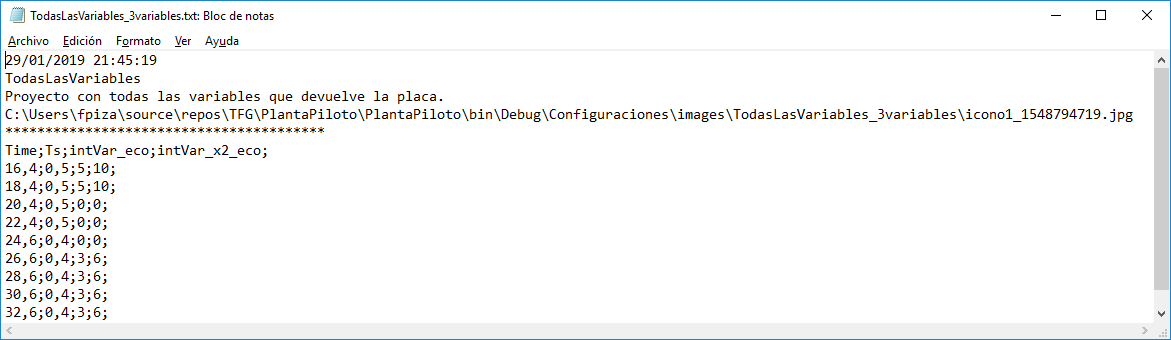 TodasLasVariables_3variables.txt: Bloc de notas
Archivo Edición Formato Ver Ayuda
29/01/2019 21:45:19
TodasLasVariables
Proyecto con todas las variables que devuelve la placa.
C:\Users\fpiza\source\repos\TFG\PlantaPiloto\PlantaPiloto\bin\Debug\Configuraciones\images\TodasLasVariables_3variables\icono1_1548794719.jpg
****************************************
Time;Ts;intVar_eco;intVar_x2_eco;
16,4;0,5;5;10;
18,4;0,5;5;10;
20,4;0,5;0;0;
22,4;0,5;0;0;
24,6;0,4;0;0;
26,6;0,4;3;6;
28,6;0,4;3;6;
30,6;0,4;3;6;
32,6;0,4;3;6;